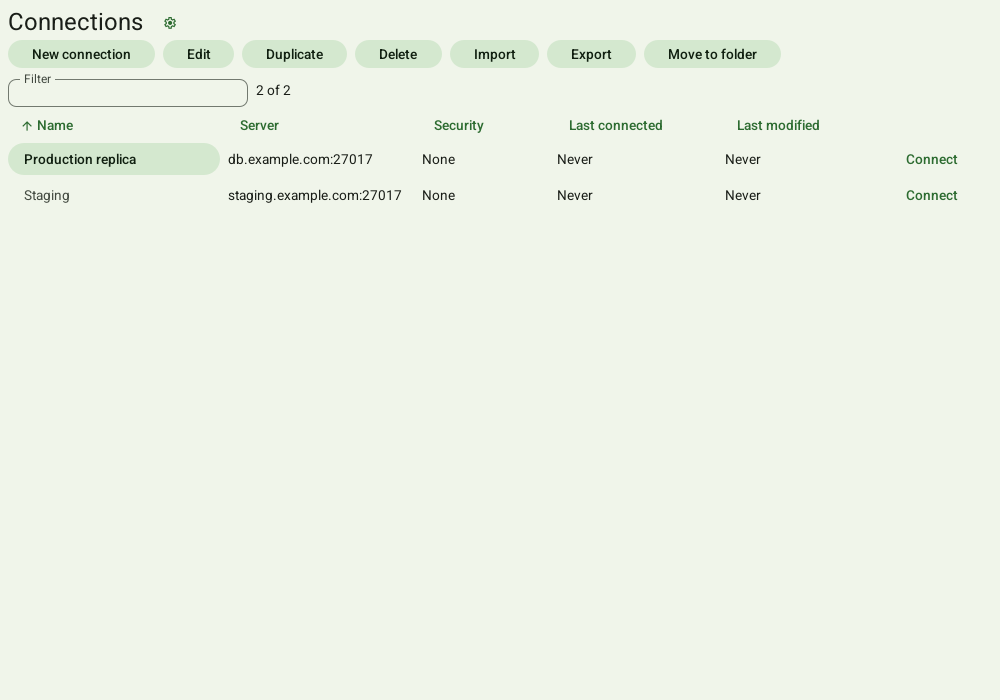 Connections
New connection Edit Duplicate Delete Import Export Move to folder
Filter
2 of 2
Name Server Security Last connected Last modified
Production replica db.example.com:27017 None Never Never Connect
Staging staging.example.com:27017 None Never Never Connect